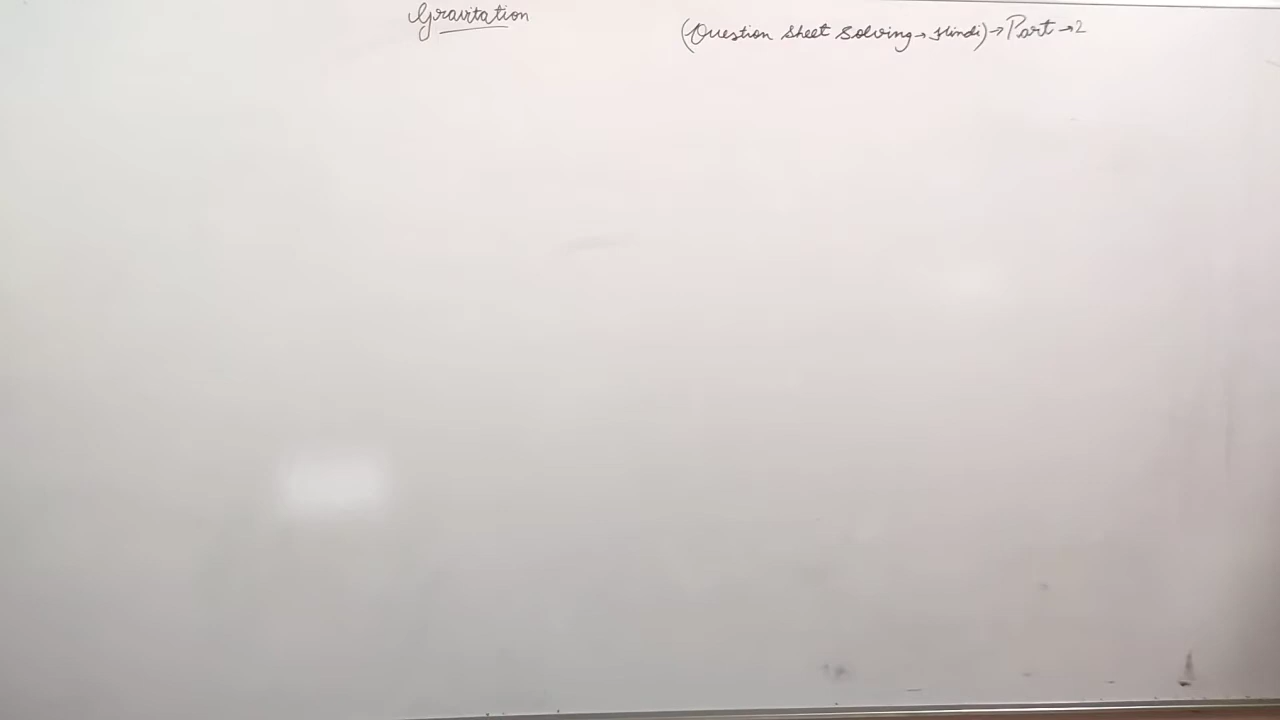 Gravitation
(Question Sheet Solving → Hindi) → Part → 2